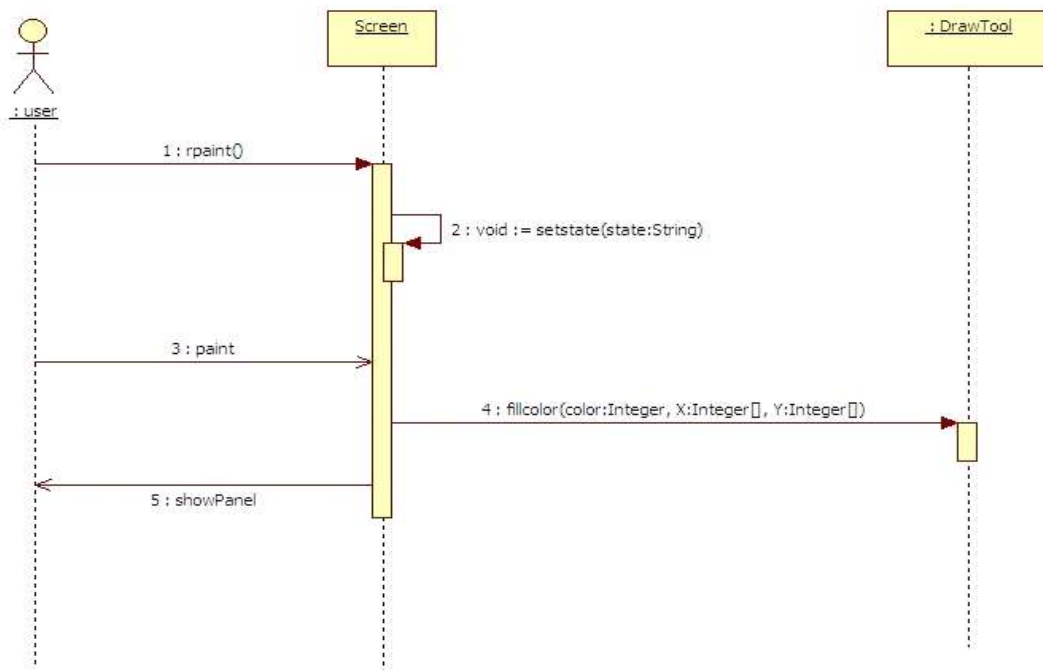 Screen
: DrawTool
: user
1 : rpaint()
2 : void := setstate(state:String)
3 : paint
4 : fillcolor(color:Integer, X:Integer[], Y:Integer[])
5 : showPanel